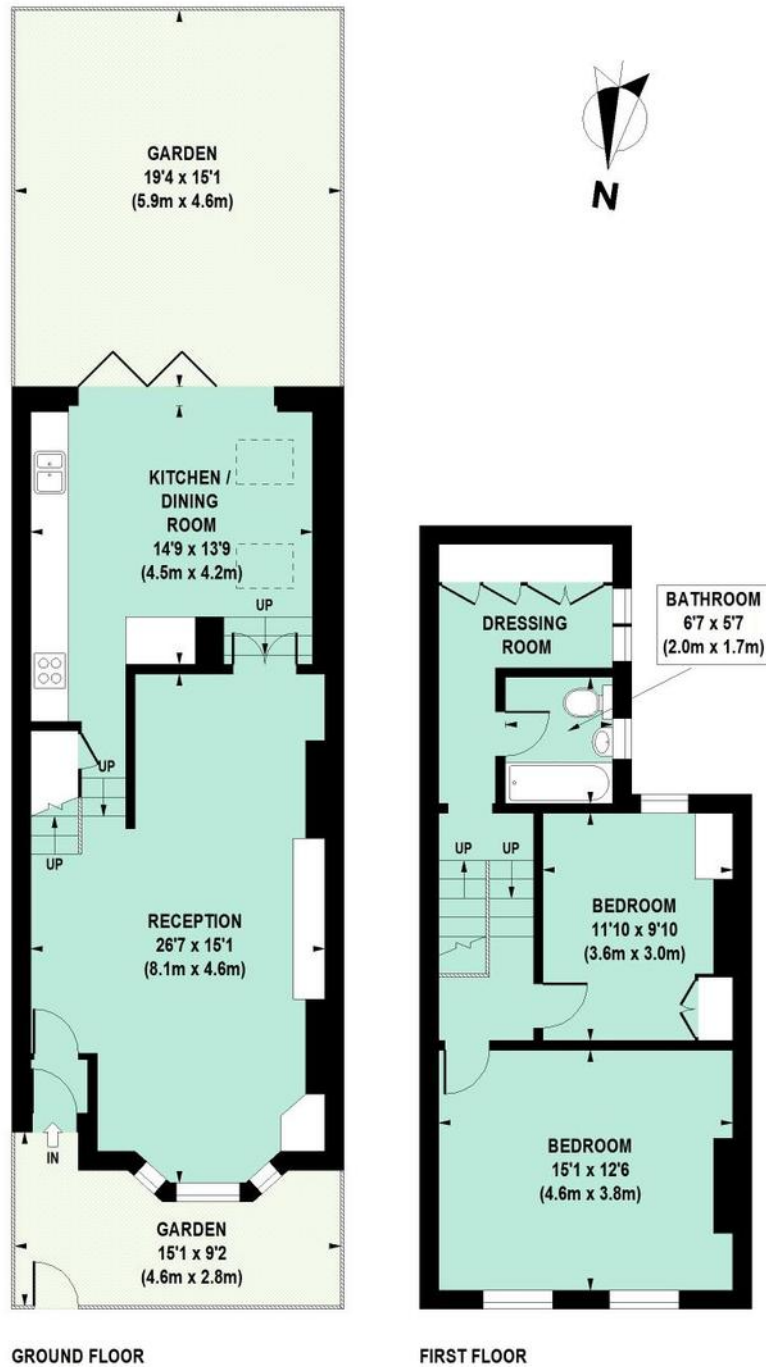 GARDEN
19'4 x 15'1
(5.9m x 4.6m)
N
KITCHEN /
DINING
ROOM
14'9 x 13'9
(4.5m x 4.2m)
UP
UP
UP
RECEPTION
26'7 x 15'1
(8.1m x 4.6m)
IN
GARDEN
15'1 x 9'2
(4.6m x 2.8m)
GROUND FLOOR
DRESSING
ROOM
BATHROOM
6'7 x 5'7
(2.0m x 1.7m)
UP
UP
BEDROOM
11'10 x 9'10
(3.6m x 3.0m)
BEDROOM
15'1 x 12'6
(4.6m x 3.8m)
FIRST FLOOR